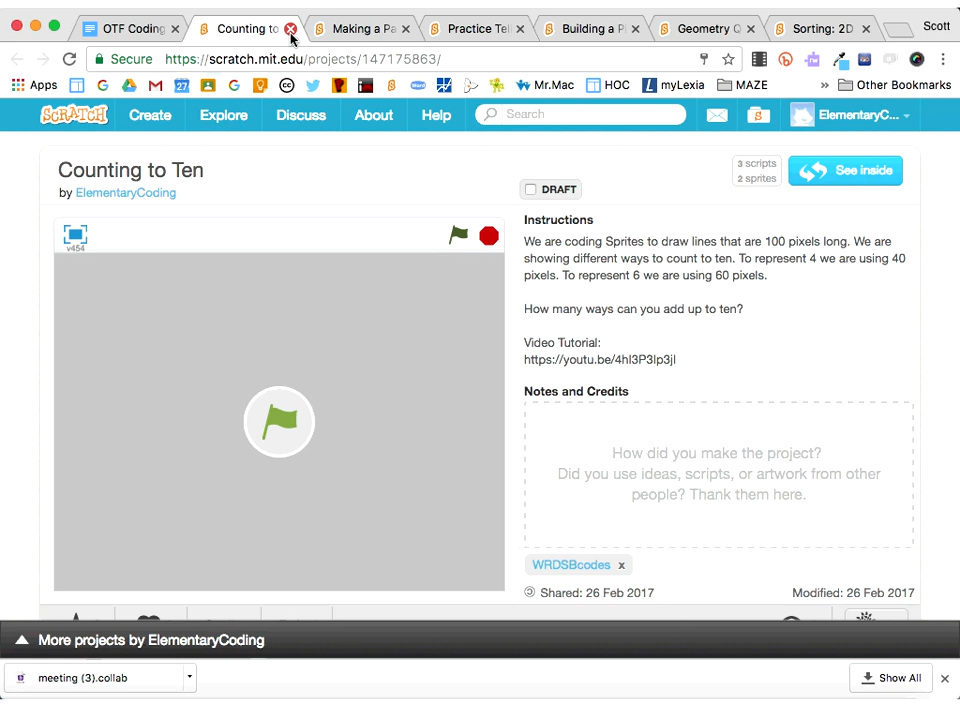 OTF Coding
Counting to
Making a Pa
Practice Tell
Building a Pl
Geometry Q
Sorting: 2D
Scott
Secure https://scratch.mit.edu/projects/147175863/
Apps
27
Mr.Mac
HOC
myLexia
MAZE
» Other Bookmarks
SCRATCH
Create
Explore
Discuss
About
Help
Search
ElementaryC...
Counting to Ten
by ElementaryCoding
3 scripts
2 sprites
See inside
DRAFT
v454
Instructions
We are coding Sprites to draw lines that are 100 pixels long. We are
showing different ways to count to ten. To represent 4 we are using 40
pixels. To represent 6 we are using 60 pixels.
How many ways can you add up to ten?
Video Tutorial:
https://youtu.be/4hl3P3lp3jI
Notes and Credits
How did you make the project?
Did you use ideas, scripts, or artwork from other
people? Thank them here.
WRDSBcodes x
Shared: 26 Feb 2017
Modified: 26 Feb 2017
More projects by ElementaryCoding
meeting (3).collab
Show All